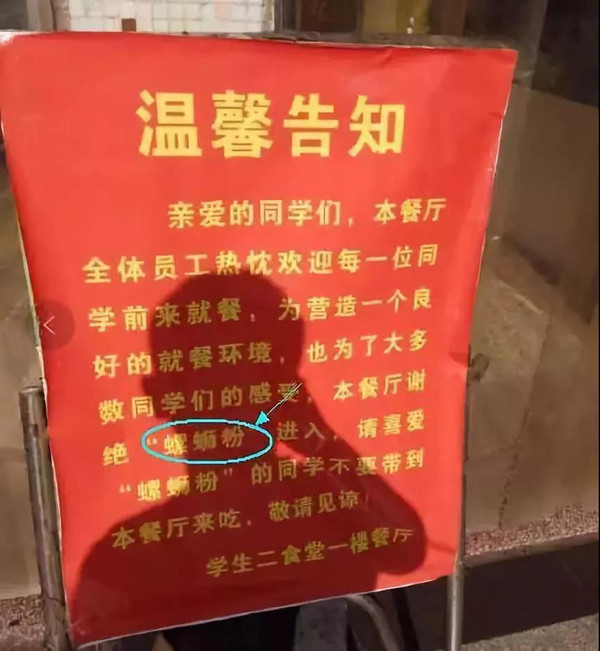 温馨告知
亲爱的同学们，本餐厅
全体员工热忱欢迎每一位同
学前来就餐，为营造一个良
好的就餐环境，也为了大多
数同学们的感受，本餐厅谢
绝“螺蛳粉”进入，请喜爱
“螺蛳粉”的同学不要带到
本餐厅来吃，敬请见谅！
学生二食堂一楼餐厅